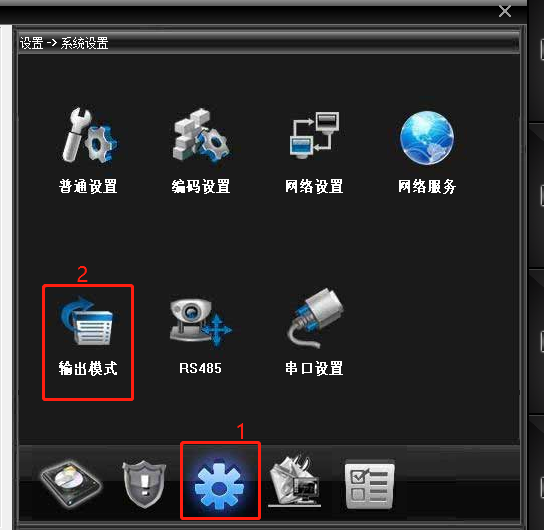 设置 -> 系统设置
普通设置 编码设置 网络设置 网络服务
2
输出模式 RS485 串口设置
1